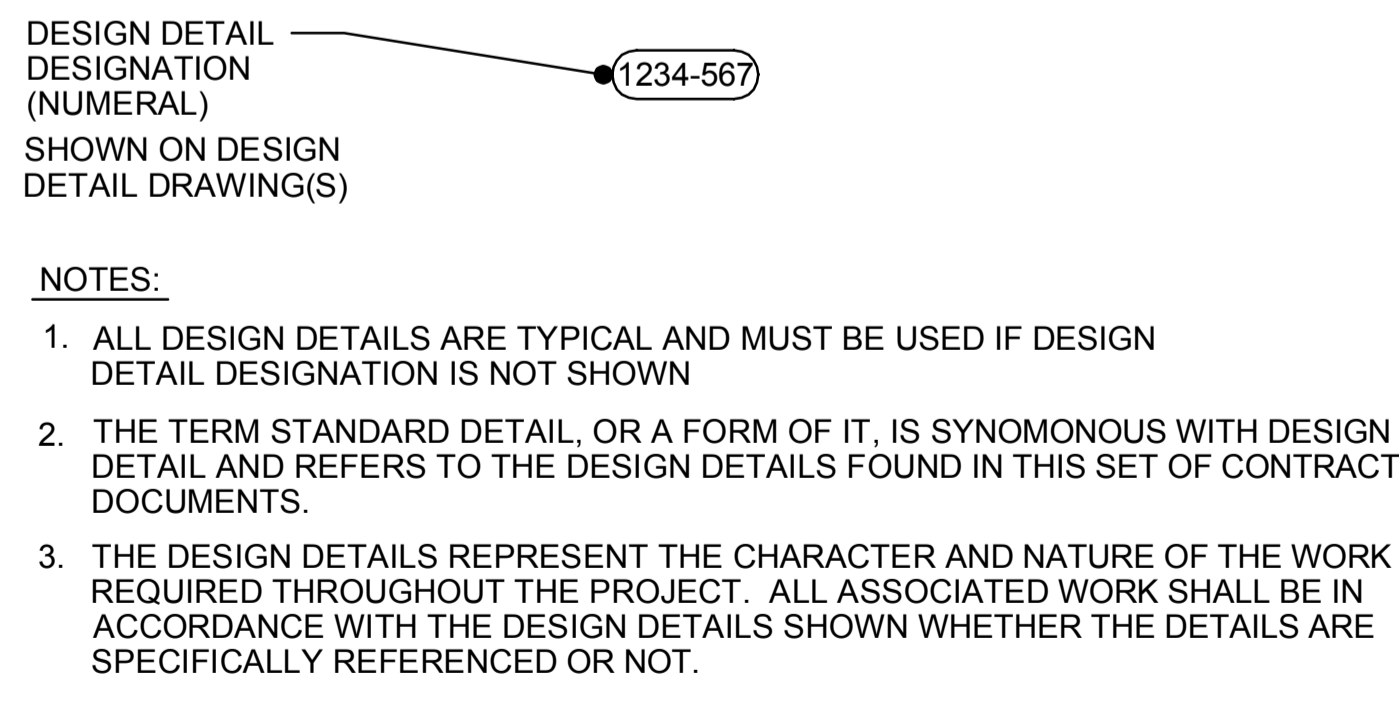 DESIGN DETAIL
DESIGNATION
(NUMERAL)
SHOWN ON DESIGN
DETAIL DRAWING(S)
1234-567
NOTES:
1. ALL DESIGN DETAILS ARE TYPICAL AND MUST BE USED IF DESIGN
DETAIL DESIGNATION IS NOT SHOWN
2. THE TERM STANDARD DETAIL, OR A FORM OF IT, IS SYNOMONOUS WITH DESIGN
DETAIL AND REFERS TO THE DESIGN DETAILS FOUND IN THIS SET OF CONTRACT
DOCUMENTS.
3. THE DESIGN DETAILS REPRESENT THE CHARACTER AND NATURE OF THE WORK
REQUIRED THROUGHOUT THE PROJECT. ALL ASSOCIATED WORK SHALL BE IN
ACCORDANCE WITH THE DESIGN DETAILS SHOWN WHETHER THE DETAILS ARE
SPECIFICALLY REFERENCED OR NOT.